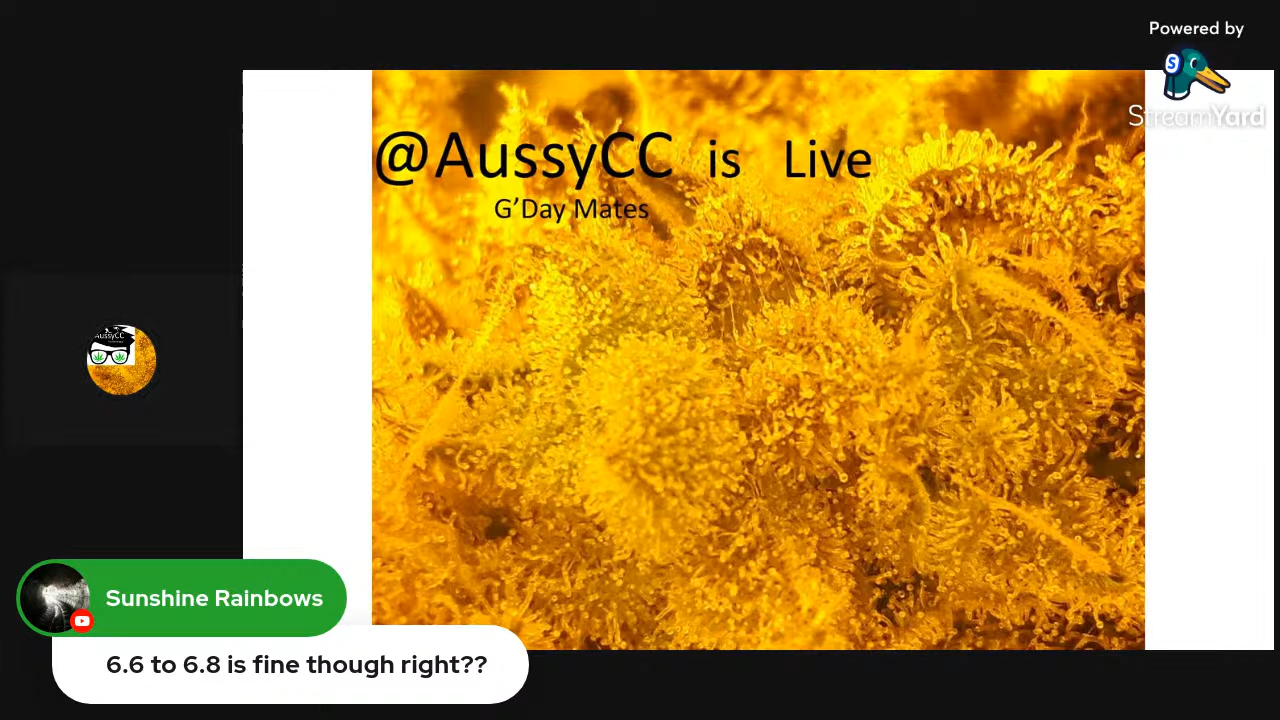 Powered by
StreamYard
@AussyCC is Live
G'Day Mates
AussyCC
Sunshine Rainbows
6.6 to 6.8 is fine though right??